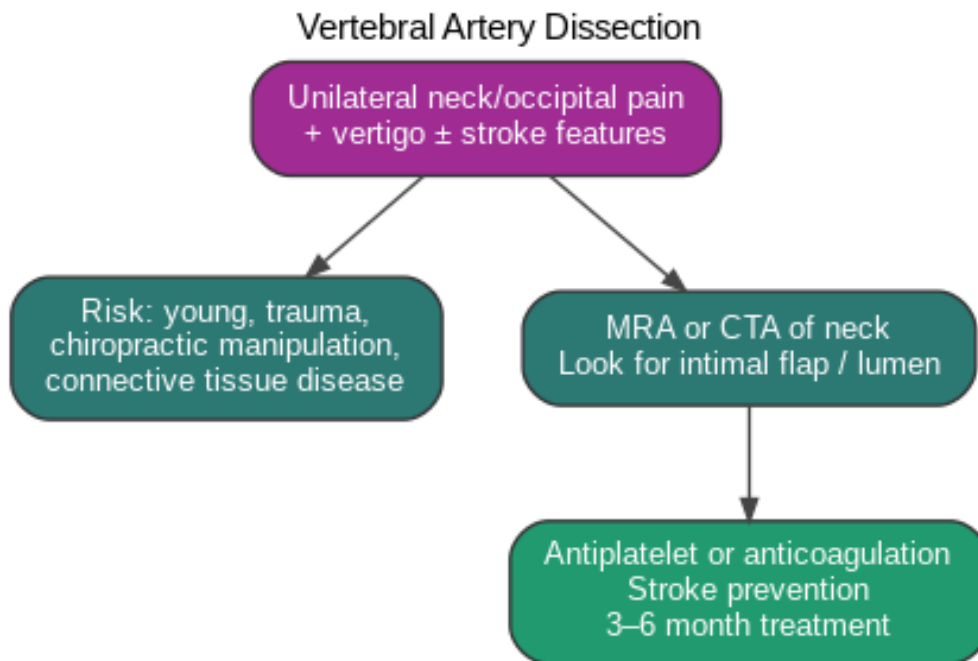 Vertebral Artery Dissection
Unilateral neck/occipital pain
+ vertigo ± stroke features
Risk: young, trauma,
chiropractic manipulation,
connective tissue disease
MRA or CTA of neck
Look for intimal flap / lumen
Antiplatelet or anticoagulation
Stroke prevention
3–6 month treatment